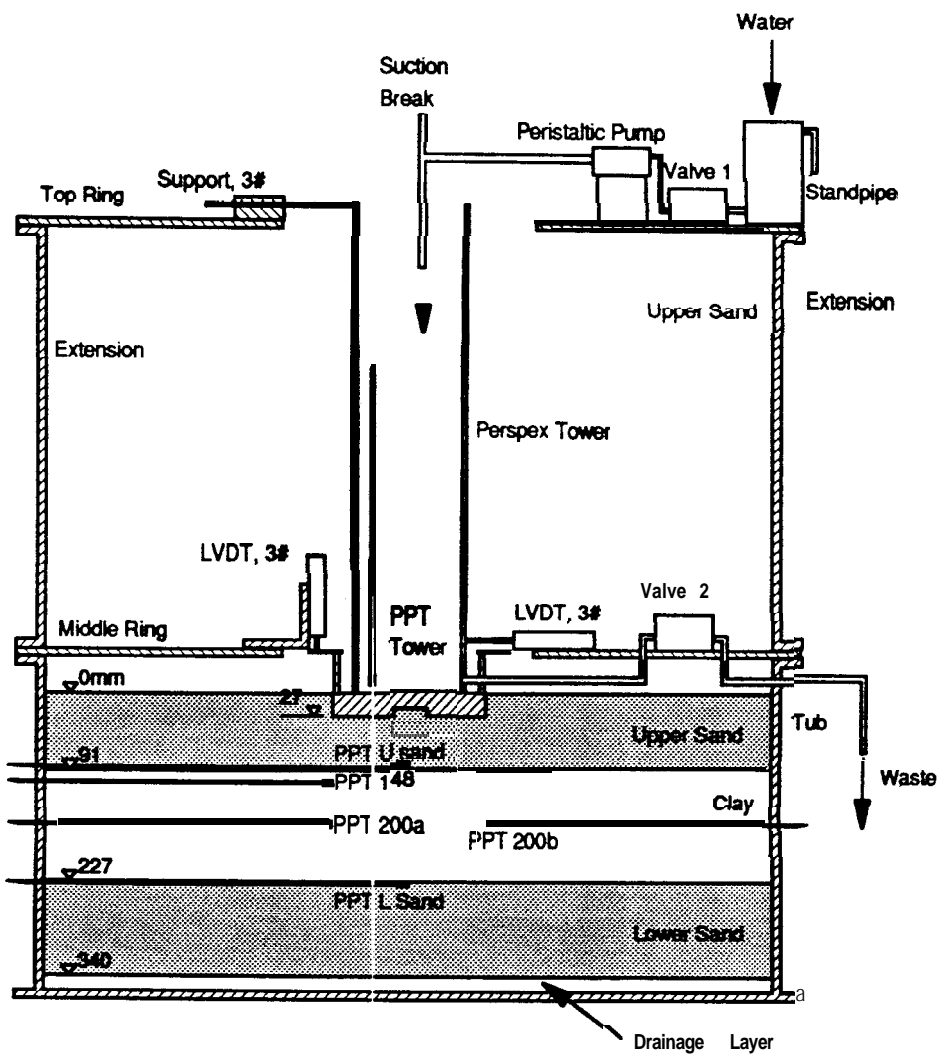 Water
Suction
Break
Peristaltic Pump
Valve 1
Support, 3#
Top Ring
Standpipe
Upper Sand
Extension
Extension
Perspex Tower
LVDT, 3#
Valve 2
PPT
Tower
LVDT, 3#
Middle Ring
0mm
27
Tub
Upper Sand
PPT U sand
91
PPT 148
Waste
Clay
PPT 200a
PPT 200b
227
PPT L Sand
Lower Sand
340
a
Drainage Layer